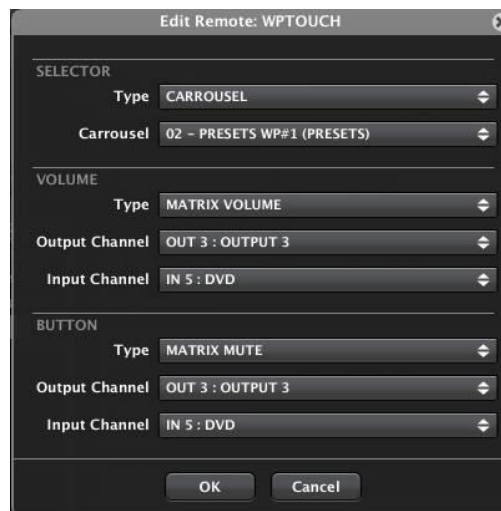 Edit Remote: WPTOUCH
SELECTOR
Type CARROUSEL
Carrousel 02 - PRESETS WP#1 (PRESETS)
VOLUME
Type MATRIX VOLUME
Output Channel OUT 3 : OUTPUT 3
Input Channel IN 5 : DVD
BUTTON
Type MATRIX MUTE
Output Channel OUT 3 : OUTPUT 3
Input Channel IN 5 : DVD
OK Cancel